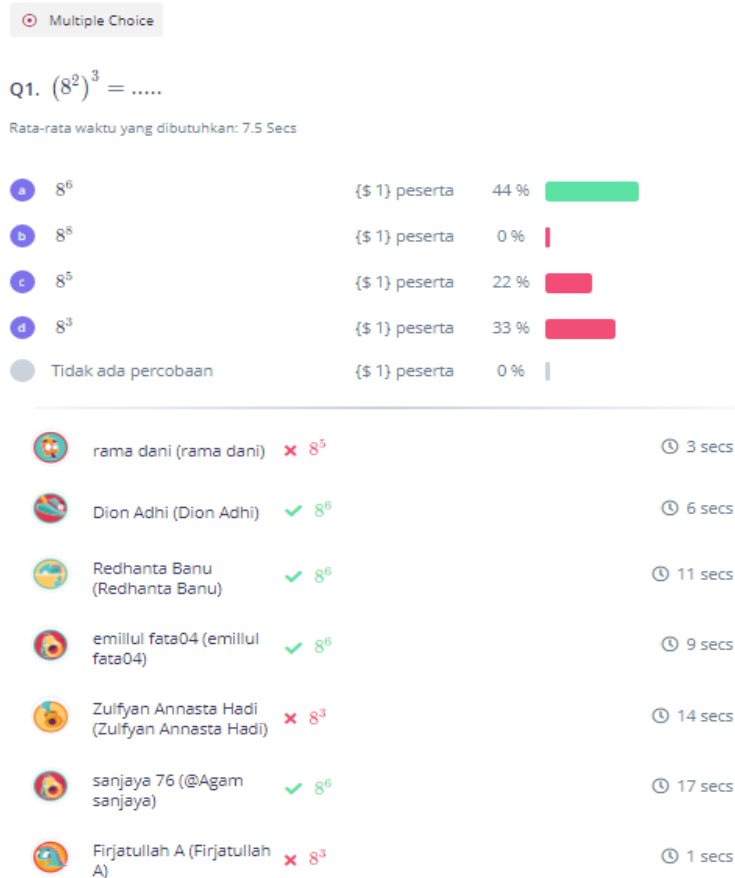 Multiple Choice
Q1. (8²)³ = .....
Rata-rata waktu yang dibutuhkan: 7.5 Secs
a 8⁶ {$ 1} peserta 44 %
b 8⁸ {$ 1} peserta 0 %
c 8⁵ {$ 1} peserta 22 %
d 8³ {$ 1} peserta 33 %
Tidak ada percobaan {$ 1} peserta 0 %
rama dani (rama dani) 8⁵ 3 secs
Dion Adhi (Dion Adhi) 8⁶ 6 secs
Redhanta Banu
(Redhanta Banu) 8⁶ 11 secs
emillul fata04 (emillul
fata04) 8⁶ 9 secs
Zulfyan Annasta Hadi
(Zulfyan Annasta Hadi) 8³ 14 secs
sanjaya 76 (@Agam
sanjaya) 8⁶ 17 secs
Firjatullah A (Firjatullah
A) 8³ 1 secs